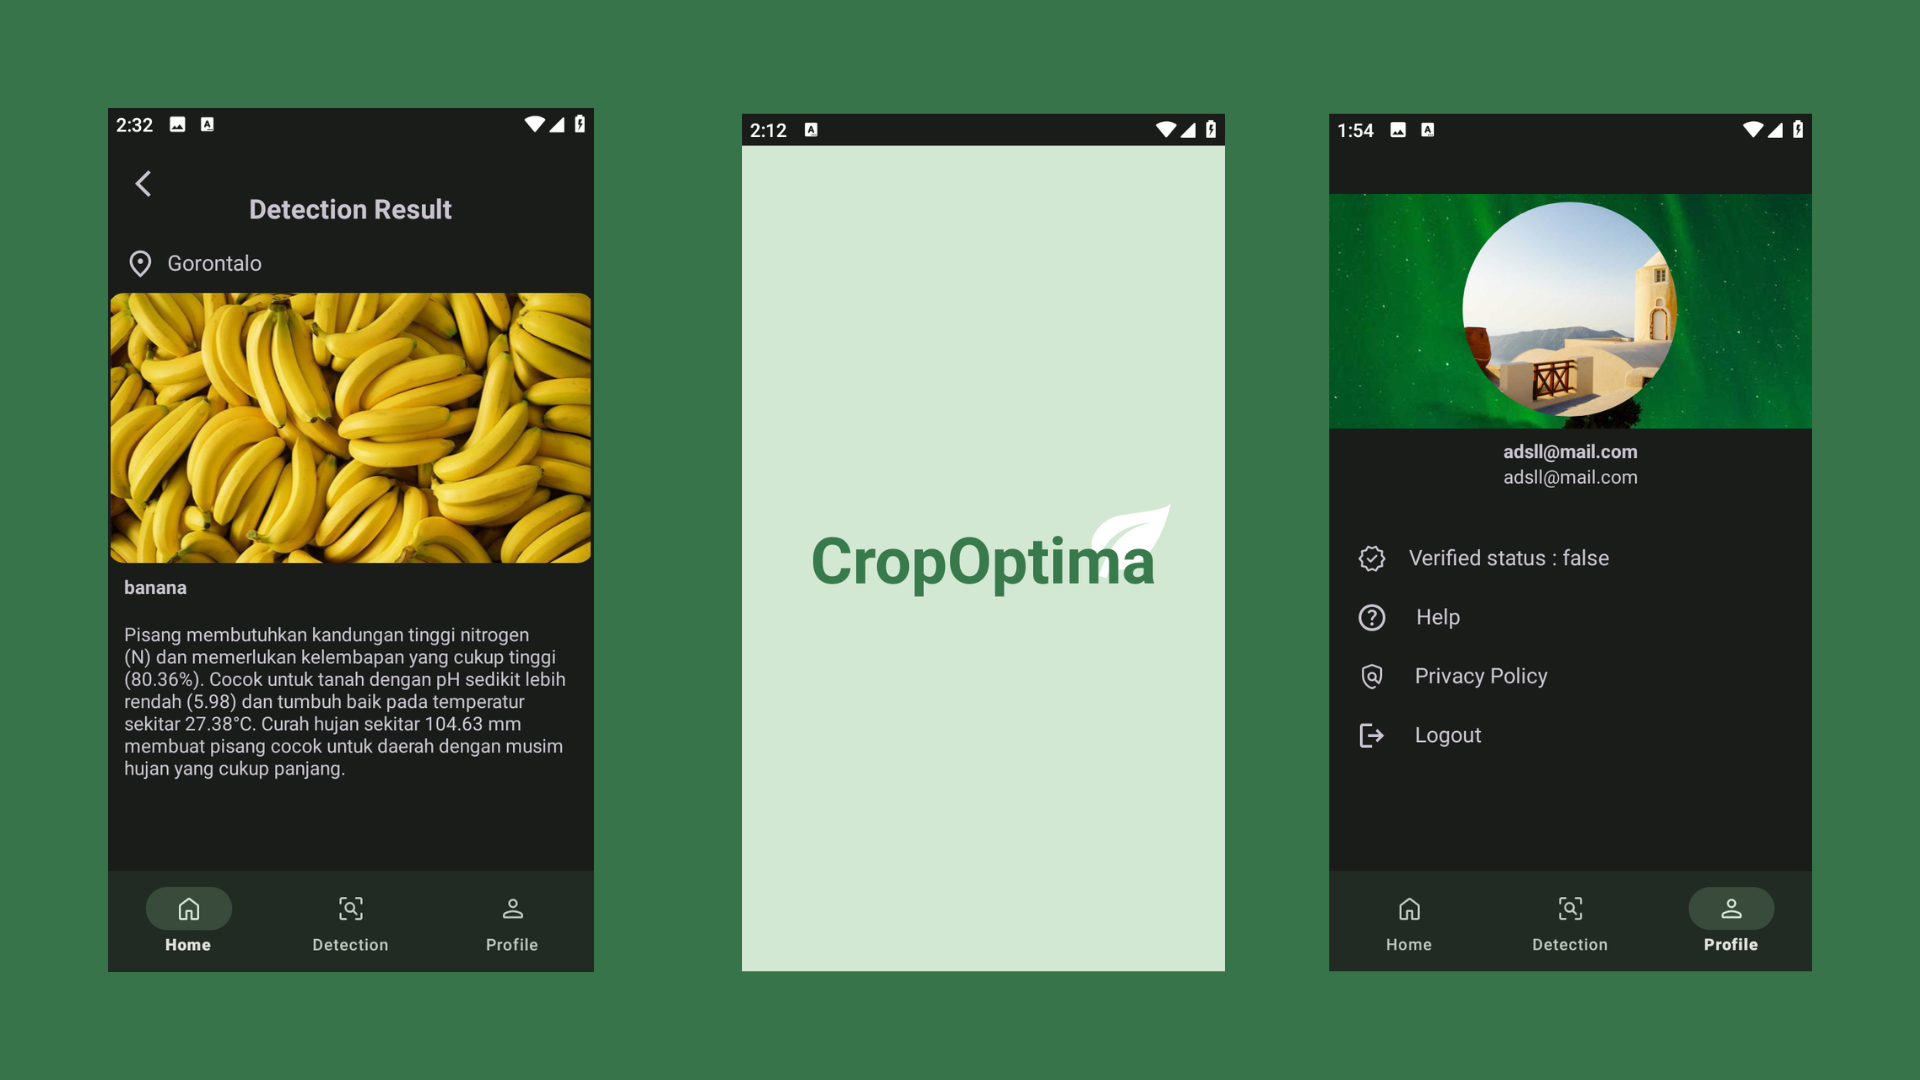 2:32
Detection Result
Gorontalo
banana
Pisang membutuhkan kandungan tinggi nitrogen
(N) dan memerlukan kelembapan yang cukup tinggi
(80.36%). Cocok untuk tanah dengan pH sedikit lebih
rendah (5.98) dan tumbuh baik pada temperatur
sekitar 27.38°C. Curah hujan sekitar 104.63 mm
membuat pisang cocok untuk daerah dengan musim
hujan yang cukup panjang.
Home
Detection
Profile
2:12
CropOptima
1:54
adsll@mail.com
adsll@mail.com
Verified status : false
Help
Privacy Policy
Logout
Home
Detection
Profile